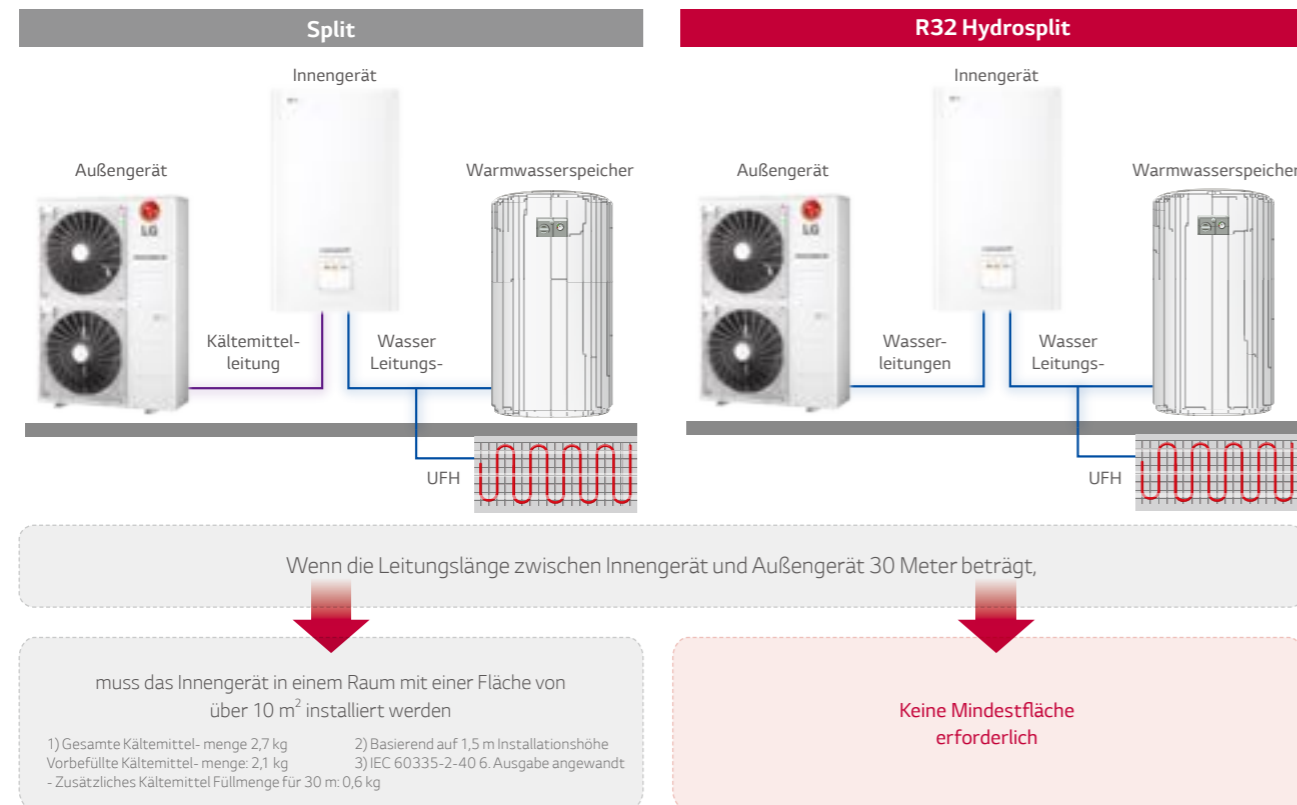 Split
Innengerät
Außengerät
Warmwasserspeicher
LG
Kältemittel-
leitung
Wasser
Leitungs-
UFH
R32 Hydrosplit
Innengerät
Außengerät
Warmwasserspeicher
LG
Wasser-
leitungen
Wasser
Leitungs-
UFH
Wenn die Leitungslänge zwischen Innengerät und Außengerät 30 Meter beträgt,
muss das Innengerät in einem Raum mit einer Fläche von
über 10 m² installiert werden
1) Gesamte Kältemittel- menge 2,7 kg
Vorbefüllte Kältemittel- menge: 2,1 kg
- Zusätzliches Kältemittel Füllmenge für 30 m: 0,6 kg
2) Basierend auf 1,5 m Installationshöhe
3) IEC 60335-2-40 6. Ausgabe angewandt
Keine Mindestfläche
erforderlich